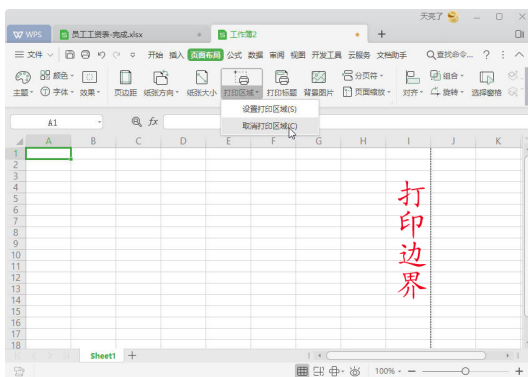 天亮了
WPS 员工工资表-完成.xlsx 工作簿2 +
文件 开始 插入 页面布局 公式 数据 审阅 视图 开发工具 云服务 文档助手 查找命令... ?
颜色 分页符 组合
主题 字体 效果 页边距 纸张方向 纸张大小 打印区域 打印标题 背景图片 页面缩放 对齐 旋转 选择窗格
设置打印区域(S)
取消打印区域(C)
A1 fx
A B C D E F G H I J K
1
2
3
4
5
6
7
8
9
10
11
12
13
14
15
16
17
18
打印边界
Sheet1 +
100% - +